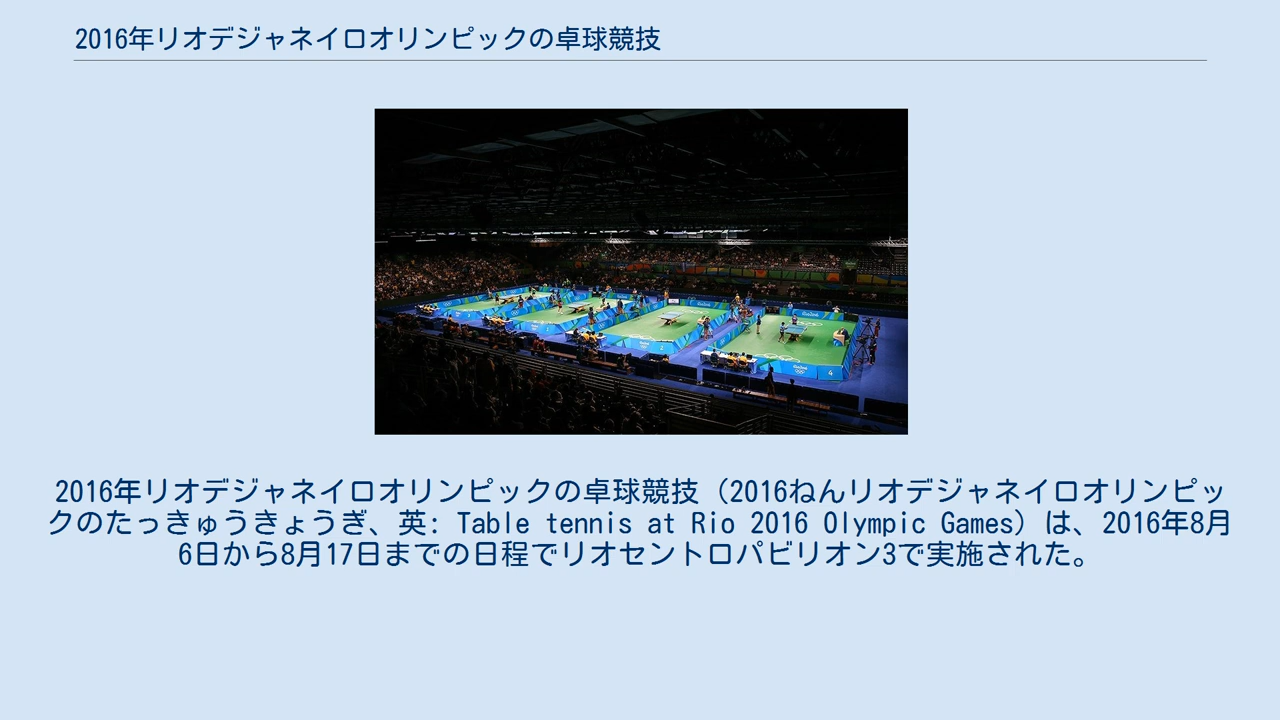 2016年リオデジャネイロオリンピックの卓球競技
4
2016年リオデジャネイロオリンピックの卓球競技（2016ねんリオデジャネイロオリンピッ
クのたっきゅうきょうぎ、英: Table tennis at Rio 2016 Olympic Games）は、2016年8月
6日から8月17日までの日程でリオセントロパビリオン3で実施された。